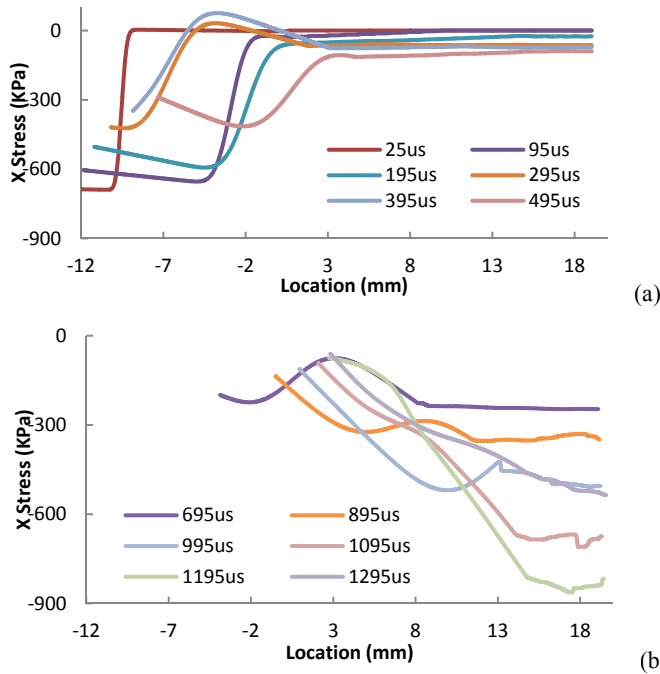 0
300
600
-900
X,Stress (KPa)
25us
95us
195us
295us
395us
495us
-12
-7
-2
3
8
13
18
Location (mm)
(a)
0
300
600
-900
X,Stress (KPa)
695us
895us
995us
1095us
1195us
1295us
-12
-7
-2
3
8
13
18
Location (mm)
(b